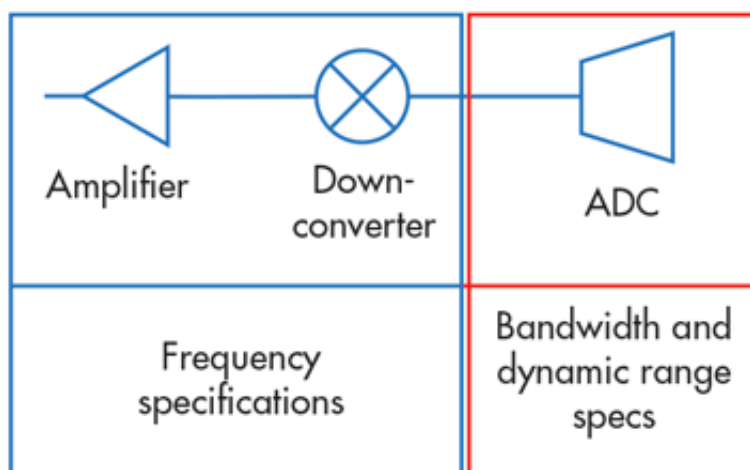 Amplifier
Down-
converter
ADC
Frequency
specifications
Bandwidth and
dynamic range
specs